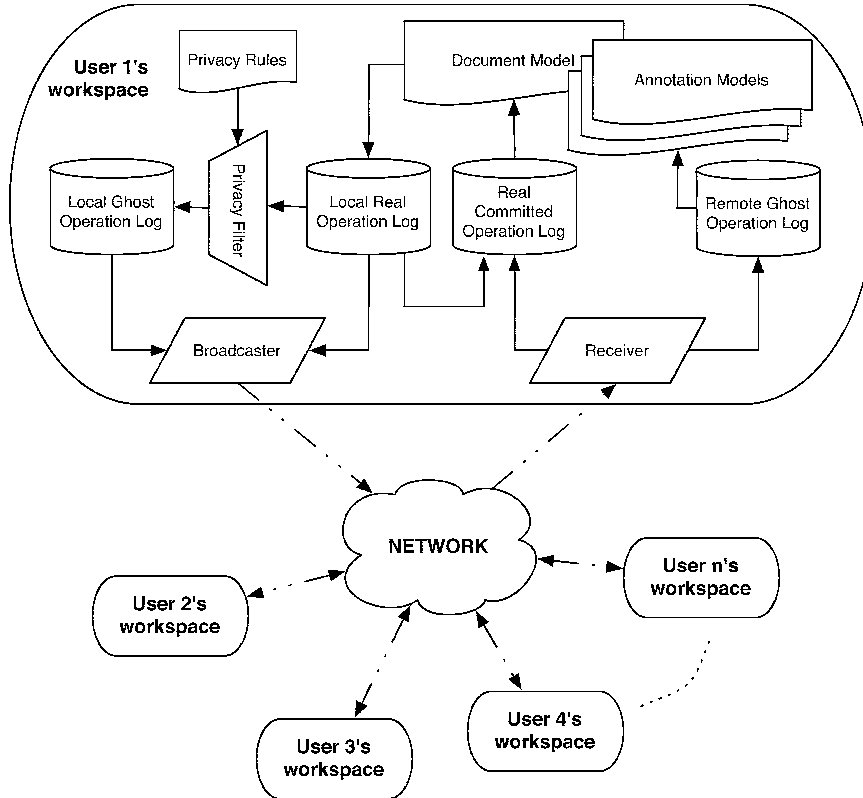 User 1's
workspace
Privacy Rules
Document Model
Annotation Models
Local Ghost
Operation Log
Privacy Filter
Local Real
Operation Log
Real
Committed
Operation Log
Remote Ghost
Operation Log
Broadcaster
Receiver
NETWORK
User 2's
workspace
User n's
workspace
User 3's
workspace
User 4's
workspace